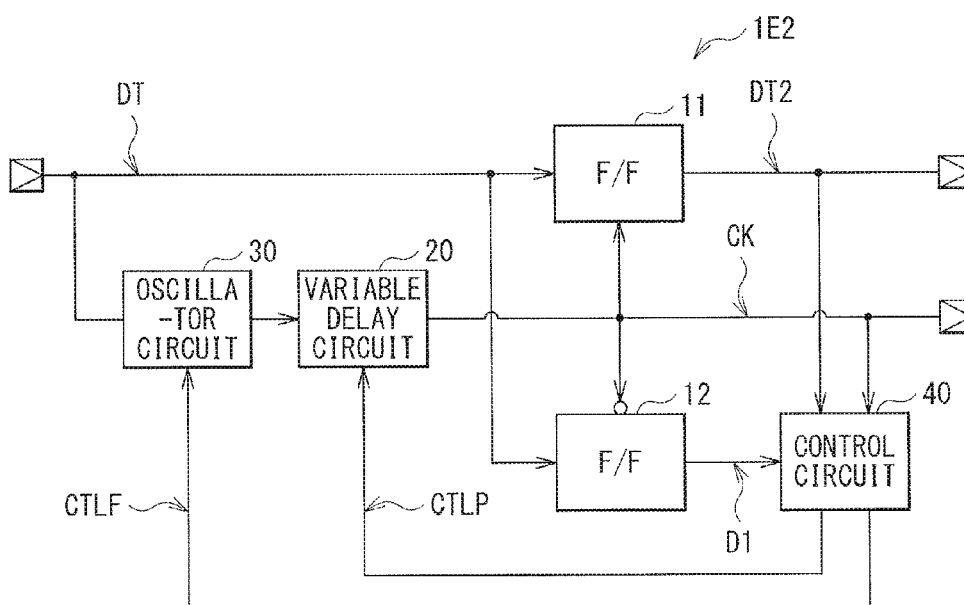 1E2
DT
11
DT2
F/F
CK
30
20
OSCILLA
-TOR
CIRCUIT
VARIABLE
DELAY
CIRCUIT
12
40
F/F
CONTROL
CIRCUIT
CTLF
CTLP
D1